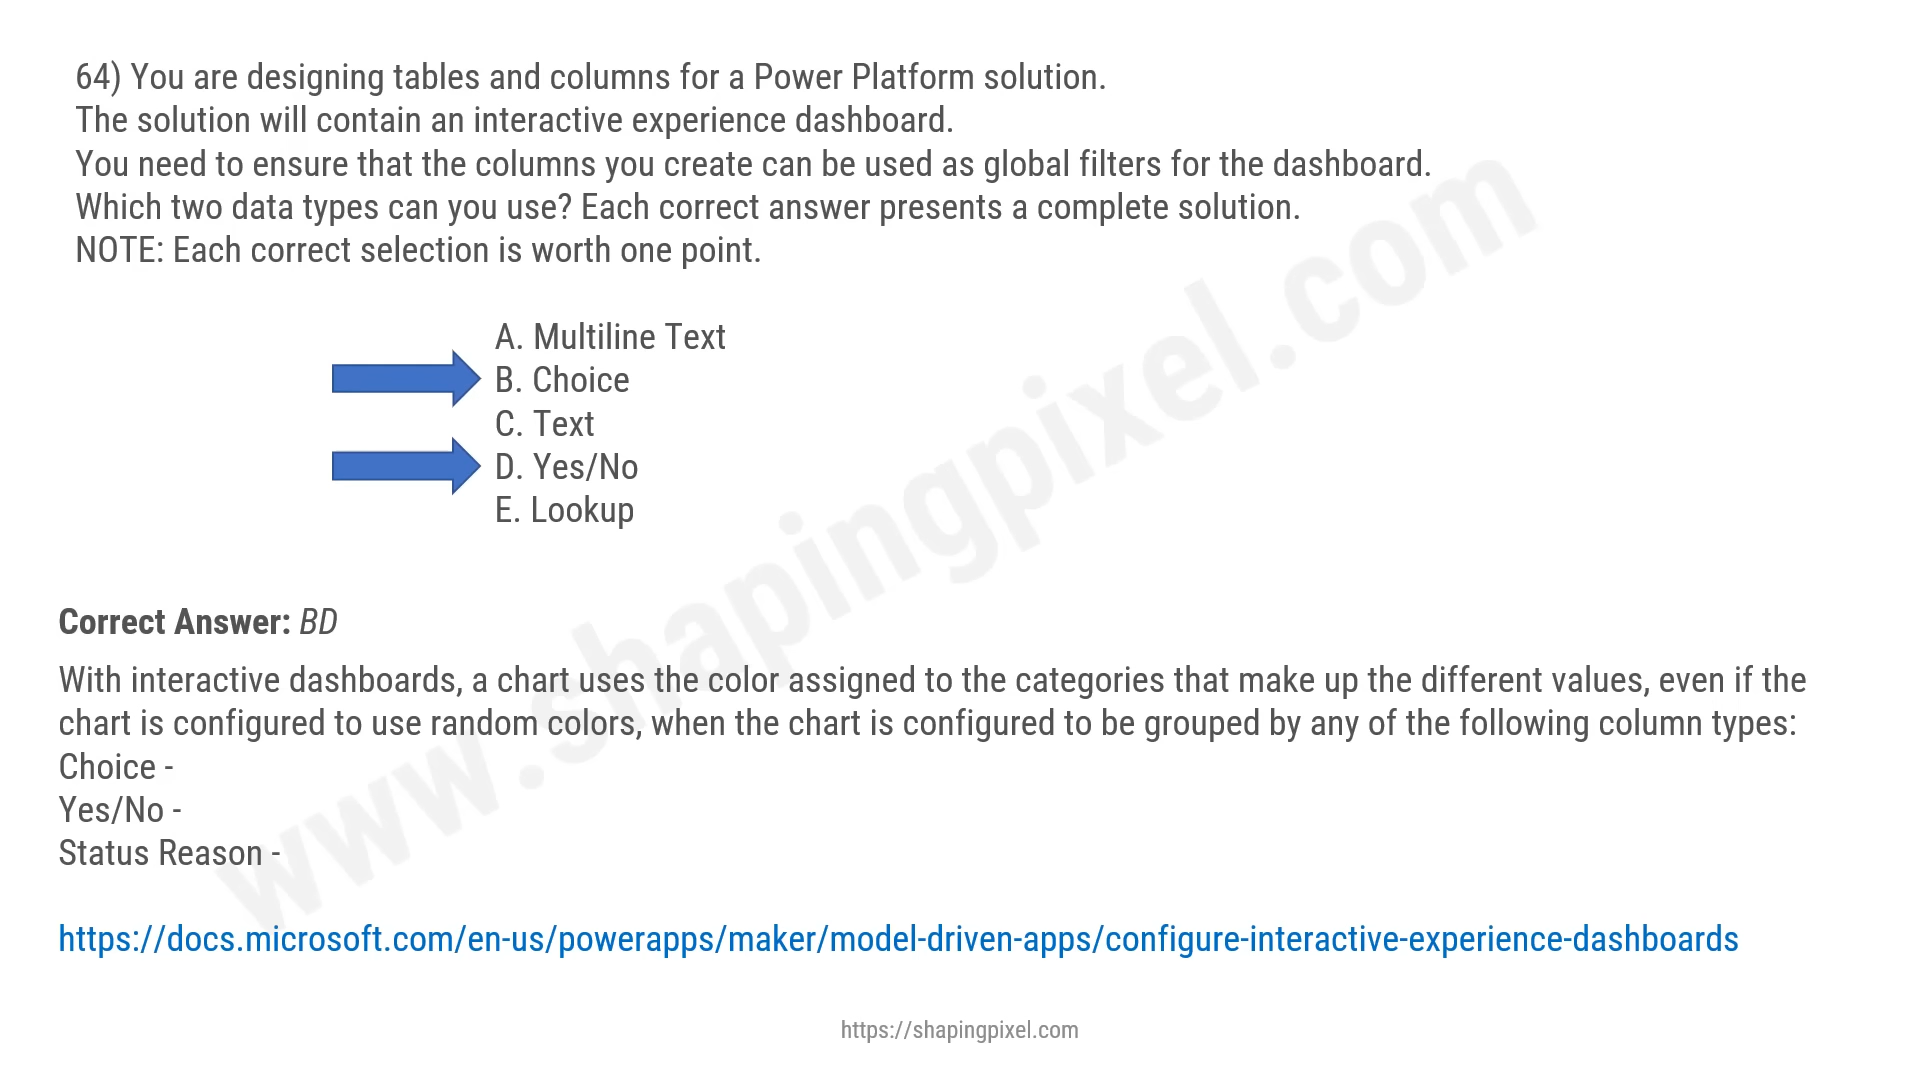 64) You are designing tables and columns for a Power Platform solution.
The solution will contain an interactive experience dashboard.
You need to ensure that the columns you create can be used as global filters for the dashboard.
Which two data types can you use? Each correct answer presents a complete solution.
NOTE: Each correct selection is worth one point.
A. Multiline Text
B. Choice
C. Text
D. Yes/No
E. Lookup
www.shapingpixel.com
Correct Answer: BD
With interactive dashboards, a chart uses the color assigned to the categories that make up the different values, even if the
chart is configured to use random colors, when the chart is configured to be grouped by any of the following column types:
Choice -
Yes/No -
Status Reason -
https://docs.microsoft.com/en-us/powerapps/maker/model-driven-apps/configure-interactive-experience-dashboards
https://shapingpixel.com